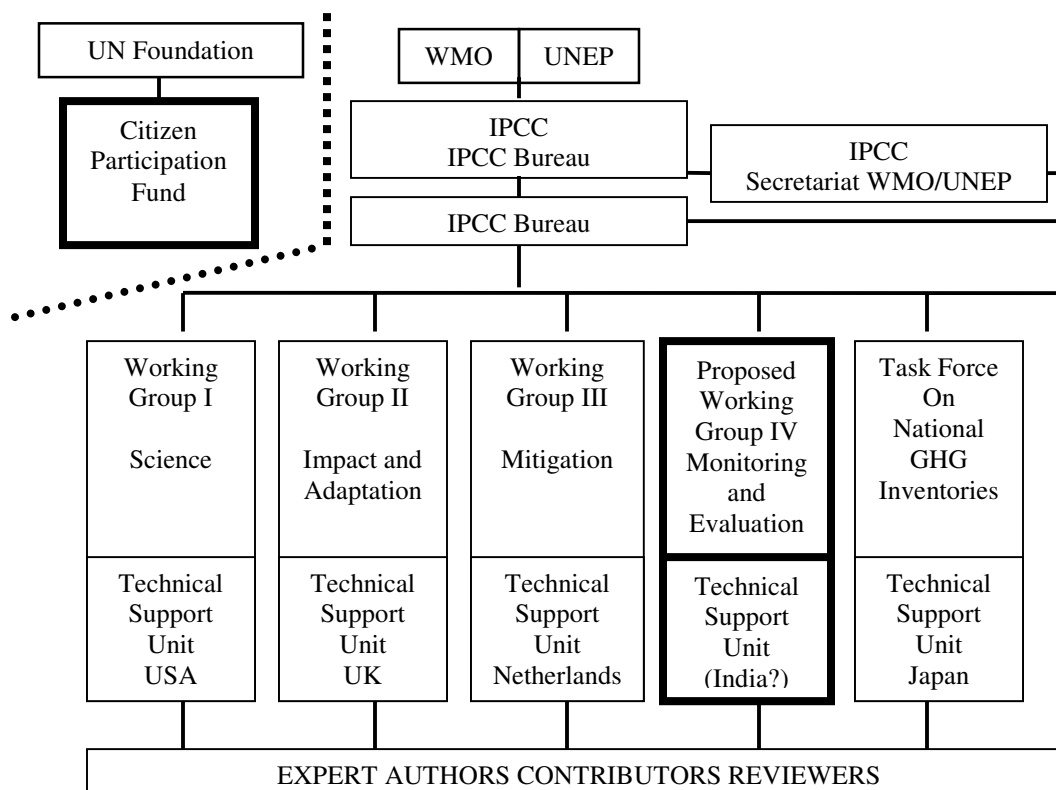 UN Foundation
Citizen
Participation
Fund
WMO
UNEP
IPCC
IPCC Bureau
IPCC
Secretariat WMO/UNEP
IPCC Bureau
Working
Group I
Science
Technical
Support
Unit
USA
Working
Group II
Impact and
Adaptation
Technical
Support
Unit
UK
Working
Group III
Mitigation
Technical
Support
Unit
Netherlands
Proposed
Working
Group IV
Monitoring
and
Evaluation
Technical
Support
Unit
(India?)
Task Force
On
National
GHG
Inventories
Technical
Support
Unit
Japan
EXPERT AUTHORS CONTRIBUTORS REVIEWERS